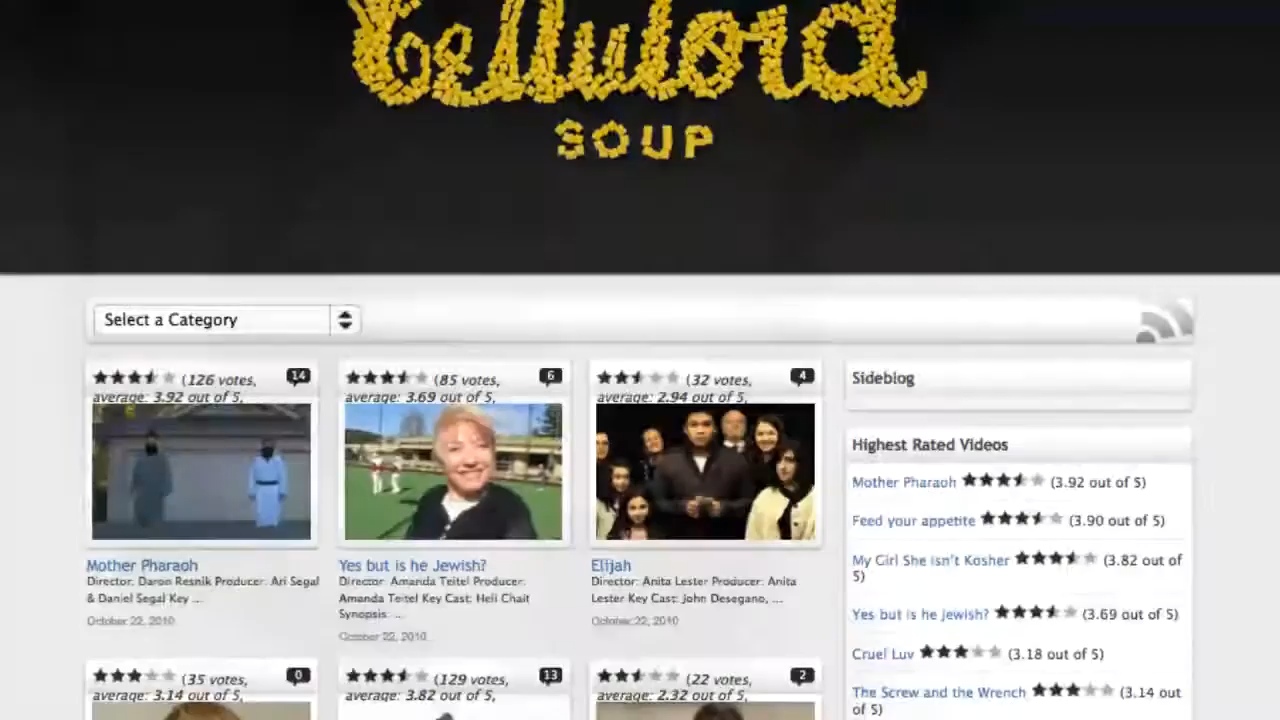 Celluloid
SOUP
Select a Category
(126 votes,
average: 3.92 out of 5,
14
(85 votes,
average: 3.69 out of 5,
6
(32 votes,
average: 2.94 out of 5,
4
Sideblog
Highest Rated Videos
Mother Pharaoh (3.92 out of 5)
Feed your appetite (3.90 out of 5)
My Girl She isn't Kosher (3.82 out of
5)
Yes but is he Jewish? (3.69 out of 5)
Cruel Luv (3.18 out of 5)
The Screw and the Wrench (3.14 out
of 5)
Mother Pharaoh
Director: Daron Resnik Producer: Ari Segal
& Daniel Segal Key ...
October 22, 2010
Yes but is he Jewish?
Director: Amanda Teitel Producer:
Amanda Teitel Key Cast: Heli Chait
Synopsis: ...
October 22, 2010
Elijah
Director: Anita Lester Producer: Anita
Lester Key Cast: John Desegano, ...
October 22, 2010
(35 votes,
average: 3.14 out of 5,
0
(129 votes,
average: 3.82 out of 5,
13
(22 votes,
average: 2.32 out of 5,
2